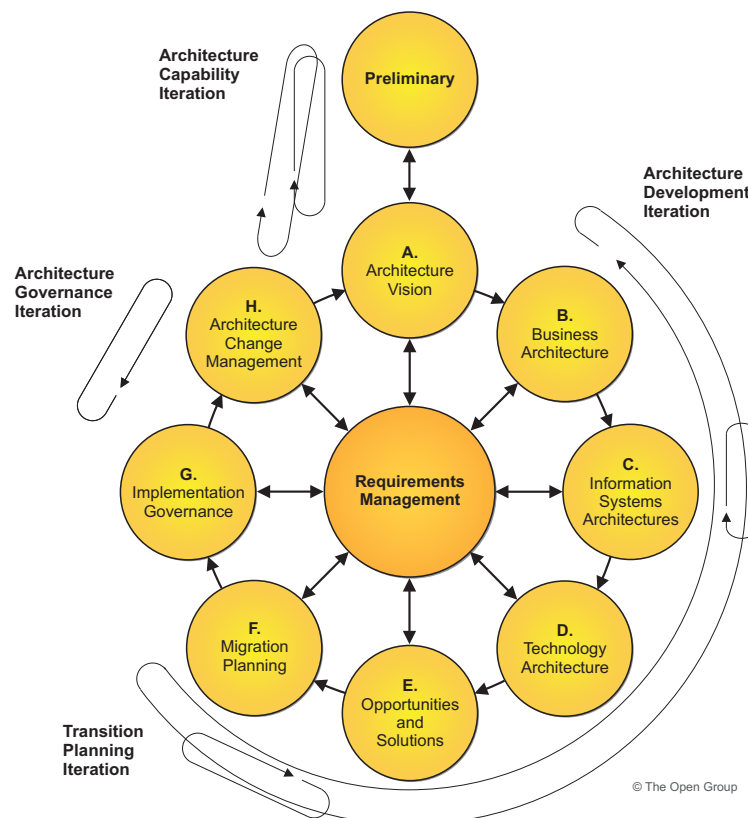 Architecture
Capability
Iteration
Preliminary
Architecture
Development
Iteration
A.
Architecture
Vision
Architecture
Governance
Iteration
H.
Architecture
Change
Management
B.
Business
Architecture
G.
Implementation
Governance
Requirements
Management
C.
Information
Systems
Architectures
F.
Migration
Planning
D.
Technology
Architecture
E.
Opportunities
and
Solutions
Transition
Planning
Iteration
© The Open Group